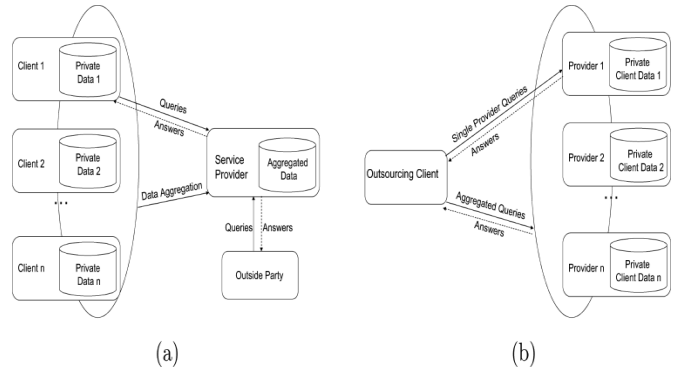 Client 1
Private
Data 1
Queries
Answers
Client 2
Private
Data 2
...
Data Aggregation
Service
Provider
Aggregated
Data
Queries
Answers
Client n
Private
Data n
Outside Party
(a)
Provider 1
Private
Client Data 1
Single Provider Queries
Answers
Outsourcing Client
Provider 2
Private
Client Data 2
...
Aggregated Queries
Answers
Provider n
Private
Client Data n
(b)